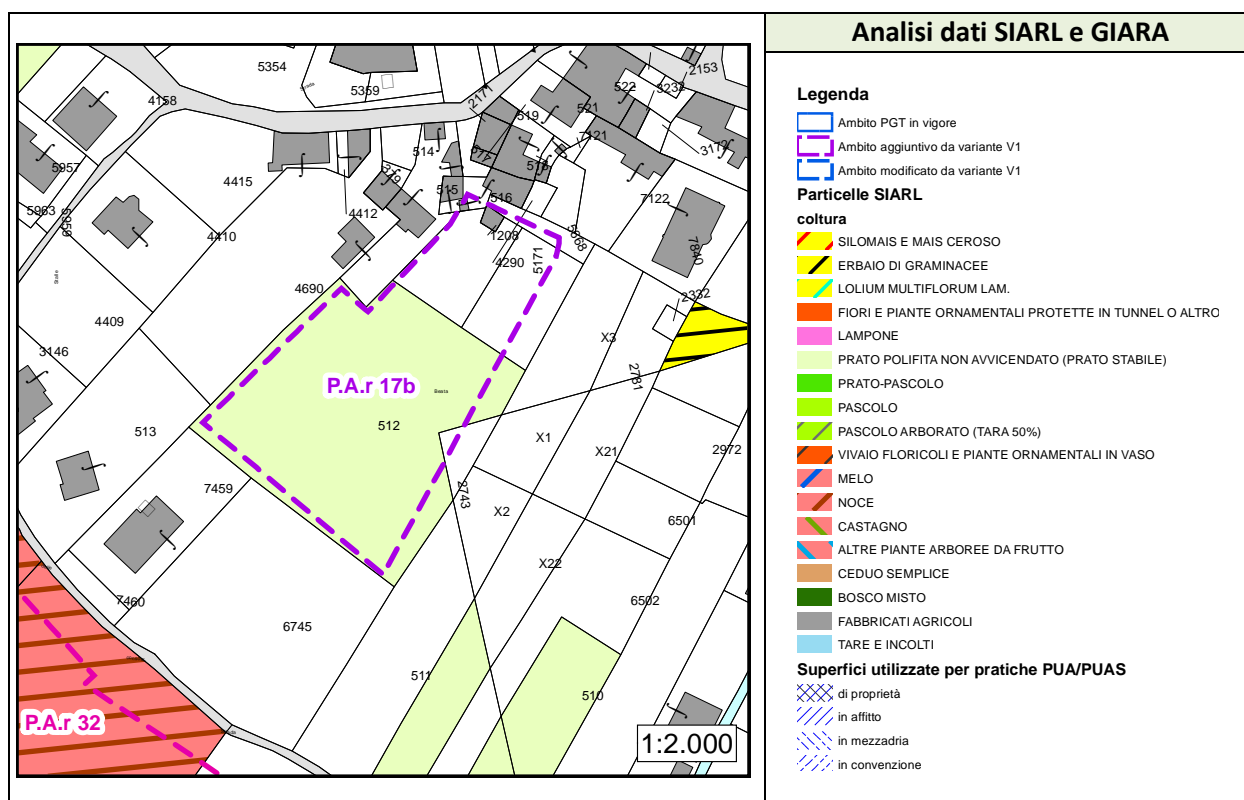 Analisi dati SIARL e GIARA
Legenda
Ambito PGT in vigore
Ambito aggiuntivo da variante V1
Ambito modificato da variante V1
Particelle SIARL
coltura
SILOMAIS E MAIS CEROSO
ERBAIO DI GRAMINACEE
LOLIUM MULTIFLORUM LAM.
FIORI E PIANTE ORNAMENTALI PROTETTE IN TUNNEL O ALTRO
LAMPONE
PRATO POLIFITA NON AVVICENDATO (PRATO STABILE)
PRATO-PASCOLO
PASCOLO
PASCOLO ARBORATO (TARA 50%)
VIVAIO FLORICOLI E PIANTE ORNAMENTALI IN VASO
MELO
NOCE
CASTAGNO
ALTRE PIANTE ARBOREE DA FRUTTO
CEDUO SEMPLICE
BOSCO MISTO
FABBRICATI AGRICOLI
TARE E INCOLTI
Superfici utilizzate per pratiche PUA/PUAS
di proprietà
in affitto
in mezzadria
in convenzione
5354
5359
2171
2153
522
3232
4158
519
521
7121
3172
514
517
5957
4415
515
516
7122
5963
5959
4412
4410
1208
5668
7840
4290
5171
4690
2332
4409
X3
3146
2781
P.A.r 17b
512
513
X1
X21
2972
7459
2743
X2
6501
X22
7460
6745
6502
511
510
P.A.r 32
1:2.000